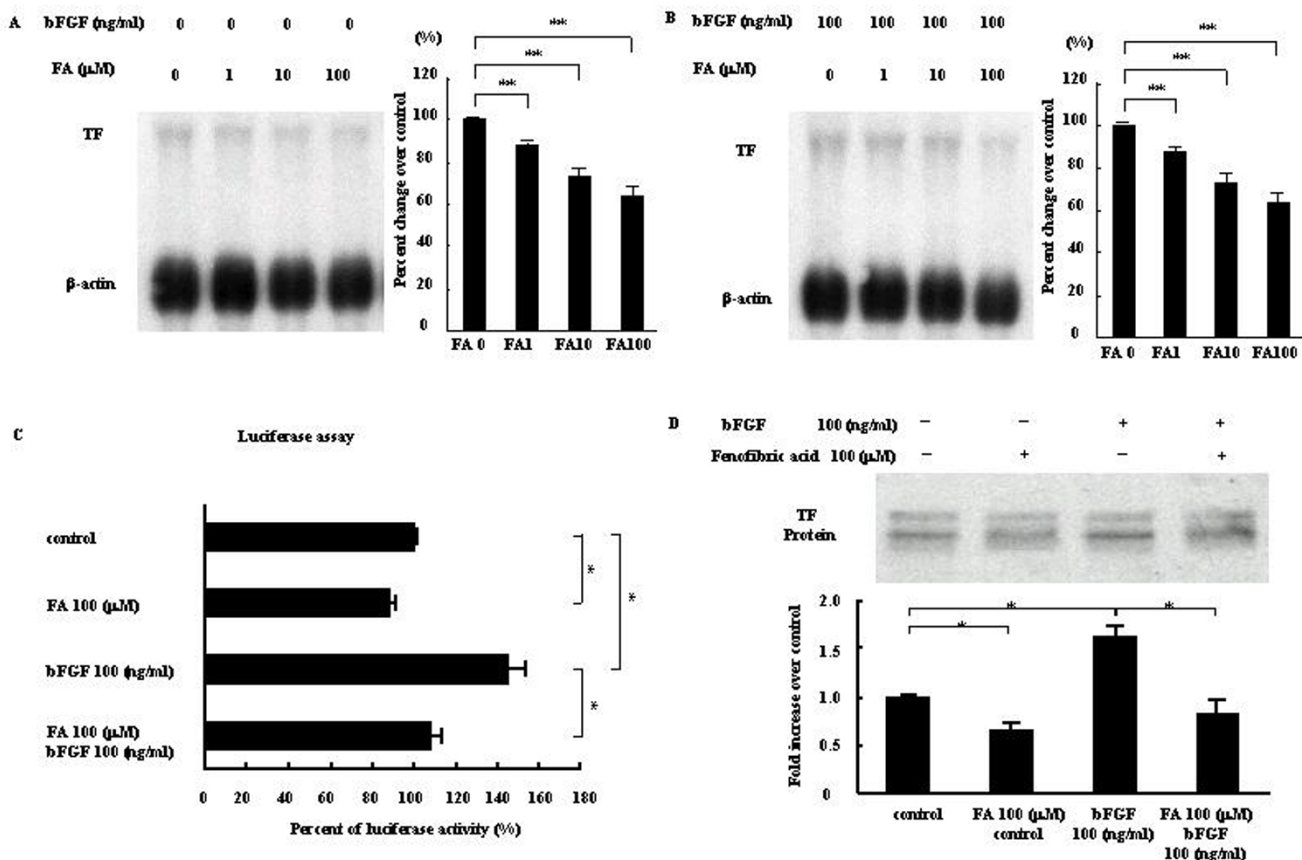 A bFGF (ng/ml) 0 0 0 0
FA (μM) 0 1 10 100
TF
β-actin
(%)
**
**
**
Percent change over control
120
100
80
60
40
20
0
FA 0 FA1 FA10 FA100
B bFGF (ng/ml) 100 100 100 100
FA (μM) 0 1 10 100
TF
β-actin
(%)
**
**
**
Percent change over control
120
100
80
60
40
20
0
FA 0 FA1 FA10 FA100
C Luciferase assay
control
FA 100 (μM)
bFGF 100 (ng/ml)
FA 100 (μM)
bFGF 100 (ng/ml)
*
*
*
0 20 40 60 80 100 120 140 160 180
Percent of luciferase activity (%)
D bFGF 100 (ng/ml) − − + +
Fenofibric acid 100 (μM) − + − +
TF
Protein
Fold increase over control
2.0
1.5
1.0
0.5
0
* *
*
control FA 100 (μM) bFGF FA 100 (μM)
control 100 (ng/ml) bFGF
100 (ng/ml)